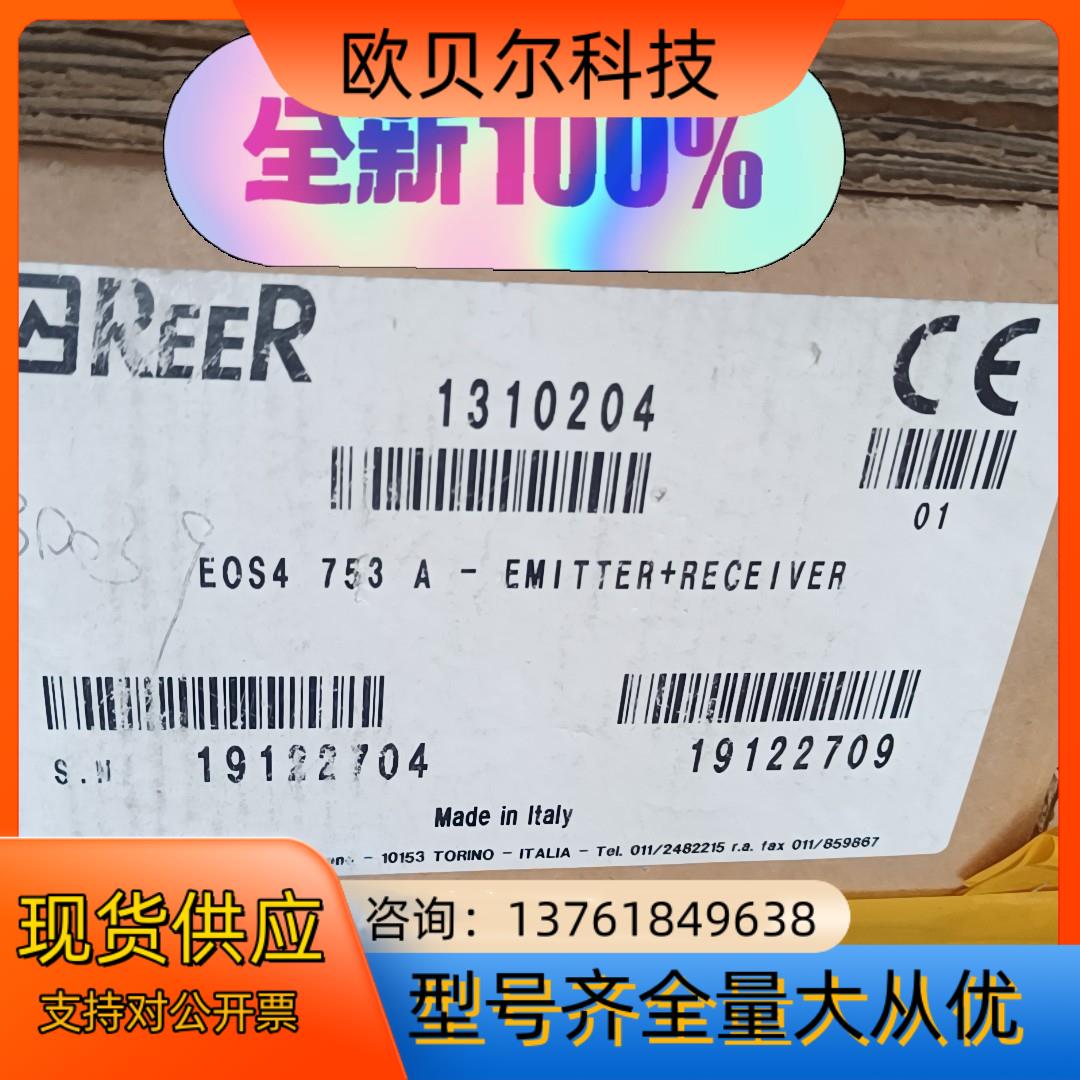 欧贝尔科技
全新100%
REER
CE
1310204
01
EOS4 753 A - EMITTER+RECEIVER
S.N 19122704
19122709
Made in Italy
- 10153 TORINO - ITALIA - Tel. 011/2482215 r.a. fax 011/859867
现货供应
咨询：13761849638
支持对公开票
型号齐全量大从优